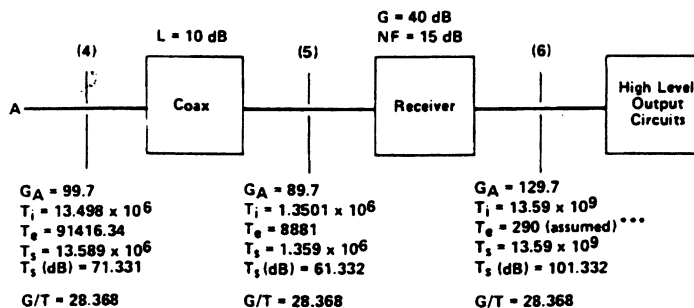 G = 40 dB
L = 10 dB
NF = 15 dB
(4)
(5)
(6)
A
Coax
Receiver
High Level
Output
Circuits
G_A = 99.7
T_i = 13.498 x 10^6
T_e = 91416.34
T_s = 13.589 x 10^6
T_s (dB) = 71.331
G/T = 28.368
G_A = 89.7
T_i = 1.3501 x 10^6
T_e = 8881
T_s = 1.359 x 10^6
T_s (dB) = 61.332
G/T = 28.368
G_A = 129.7
T_i = 13.59 x 10^9
T_e = 290 (assumed)***
T_s = 13.59 x 10^9
T_s (dB) = 101.332
G/T = 28.368